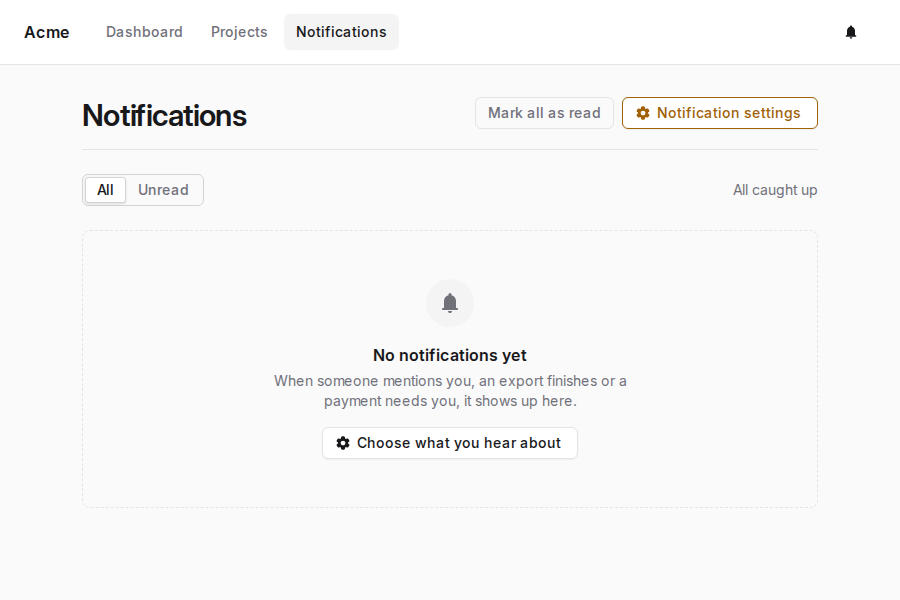 Acme
Dashboard
Projects
Notifications
Notifications
Mark all as read
Notification settings
All
Unread
All caught up
No notifications yet
When someone mentions you, an export finishes or a
payment needs you, it shows up here.
Choose what you hear about